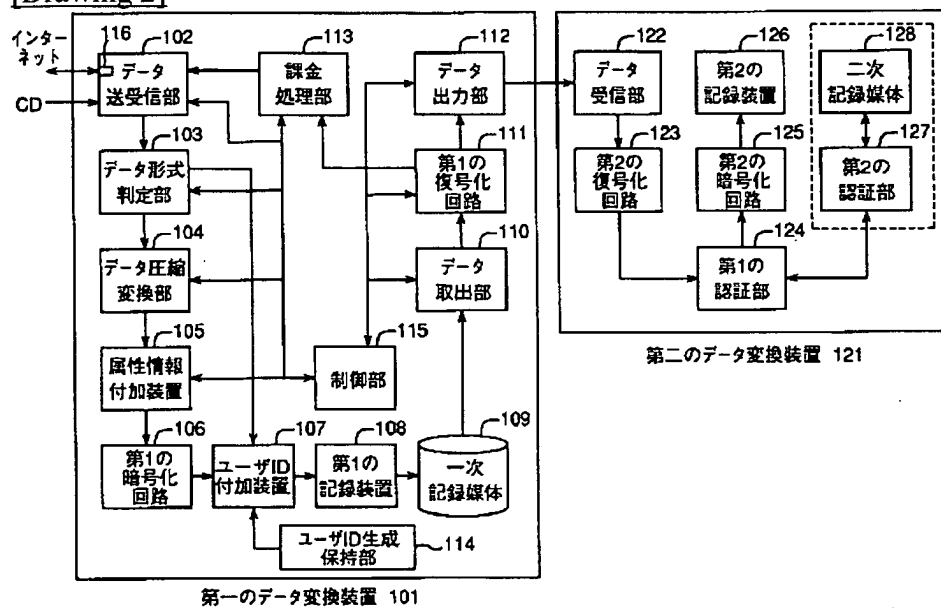 [Drawing 2]
インター
ネット
CD
116
102
データ
送受信部
113
課金
処理部
112
データ
出力部
103
データ形式
判定部
111
第1の
復号化
回路
104
データ圧縮
変換部
110
データ
取出部
105
属性情報
付加装置
115
制御部
106
第1の
暗号化
回路
107
ユーザID
付加装置
108
第1の
記録装置
109
一次
記録媒体
ユーザID生成
保持部
114
第一のデータ変換装置 101
122
データ
受信部
126
第2の
記録装置
128
二次
記録媒体
123
第2の
復号化
回路
125
第2の
暗号化
回路
127
第2の
認証部
124
第1の
認証部
第二のデータ変換装置 121